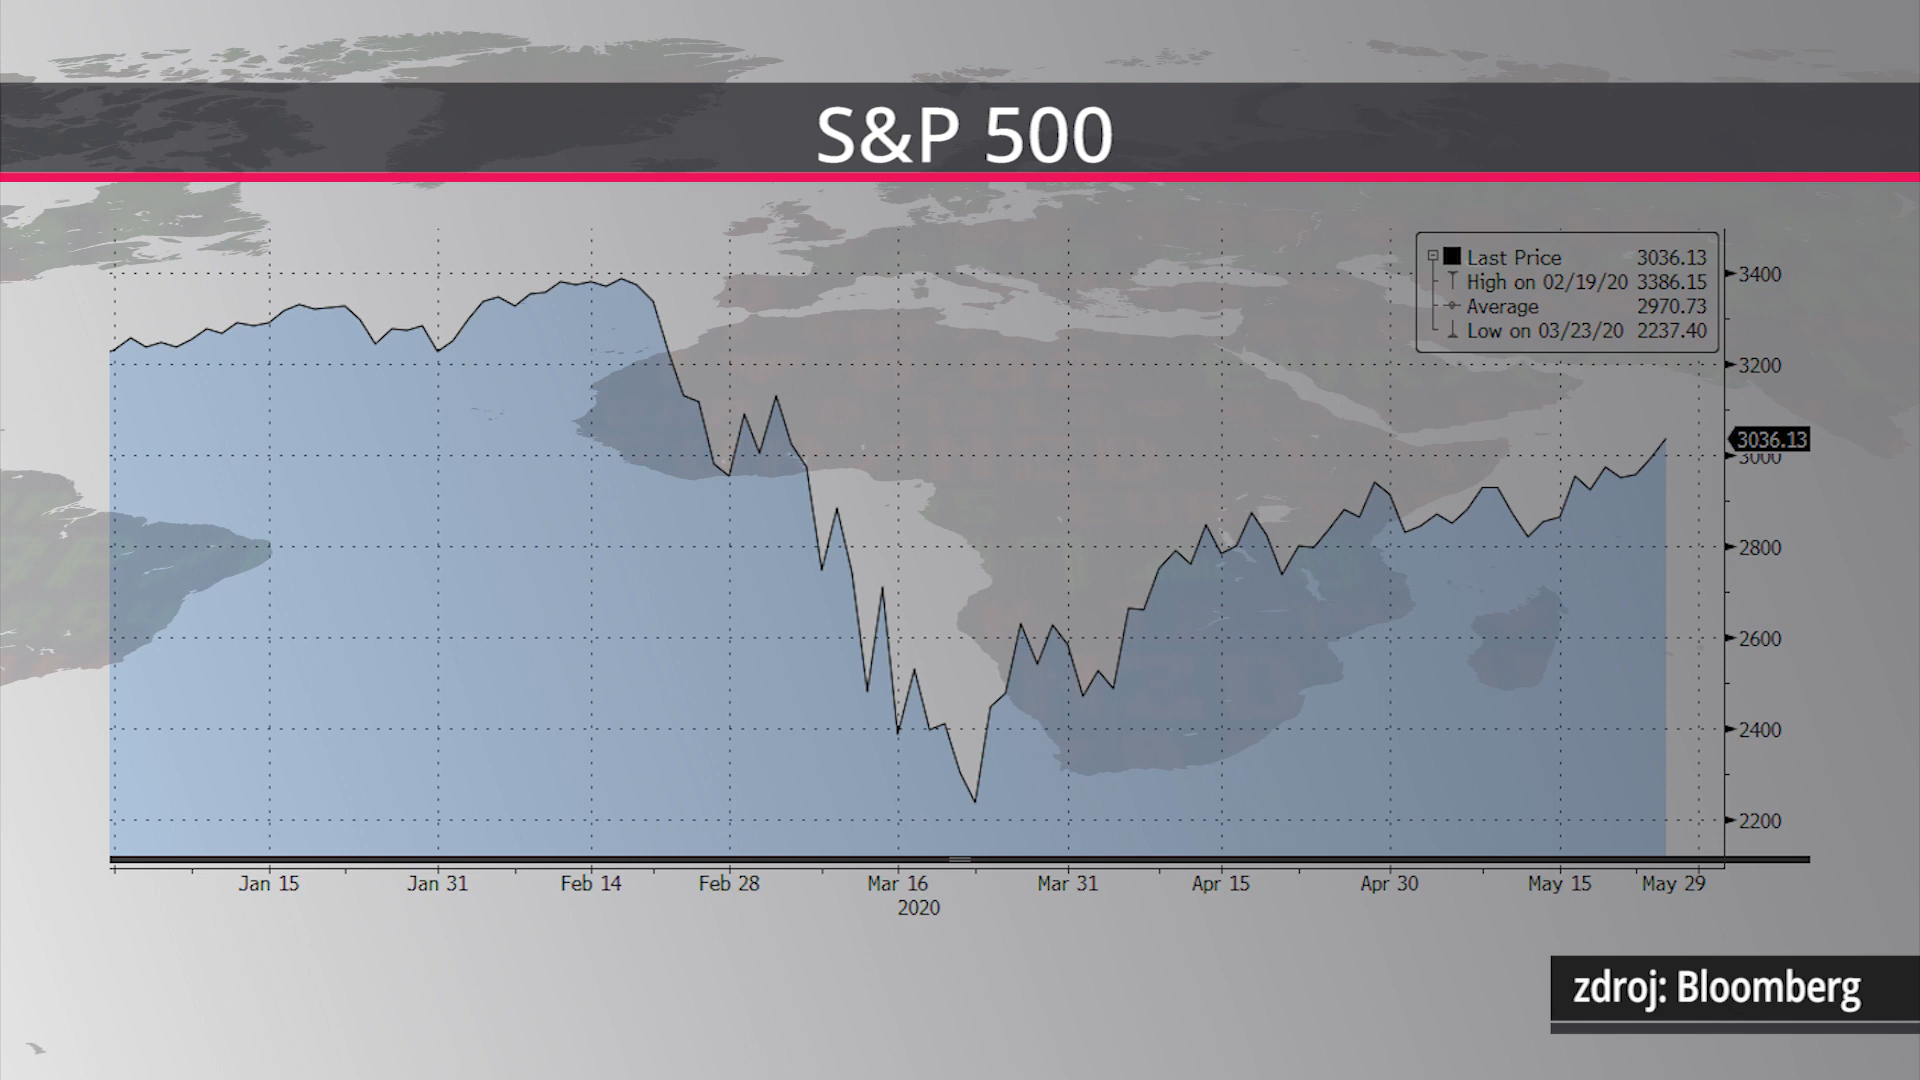 S&P 500
Last Price 3036.13
High on 02/19/20 3386.15
Average 2970.73
Low on 03/23/20 2237.40
3400
3200
3036.13
3000
2800
2600
2400
2200
Jan 15 Jan 31 Feb 14 Feb 28 Mar 16 Mar 31 Apr 15 Apr 30 May 15 May 29
2020
zdroj: Bloomberg